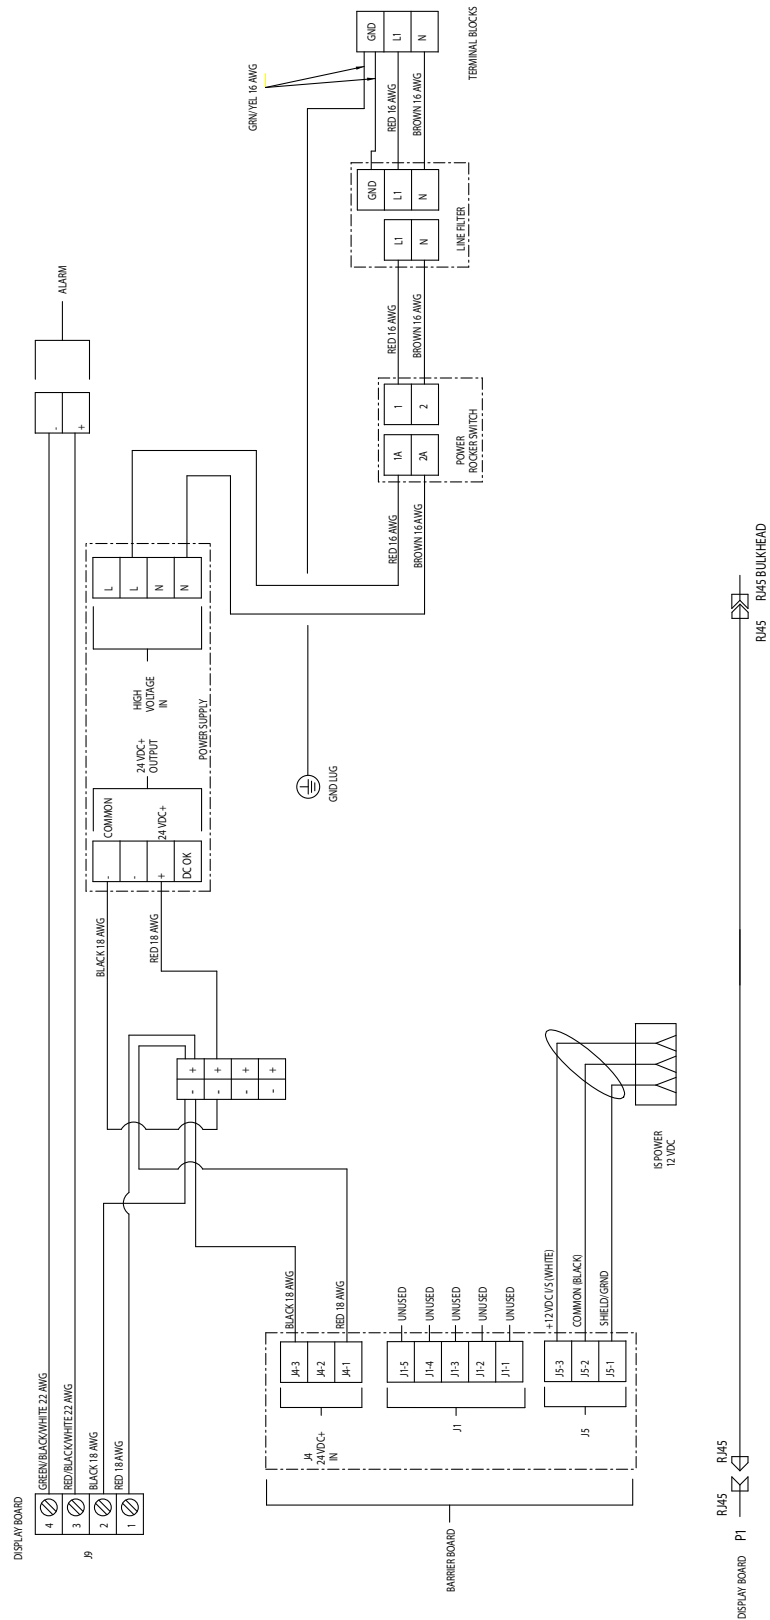 DISPLAY BOARD
J9
4
3
2
1
GREEN/BLACK/WHITE 22 AWG
RED/BLACK/WHITE 22 AWG
BLACK 18 AWG
RED 18 AWG
-
+
ALARM
BARRIER BOARD
J4
24 VDC+
IN
J4-3
J4-2
J4-1
BLACK 18 AWG
RED 18 AWG
J1
J1-5
J1-4
J1-3
J1-2
J1-1
UNUSED
UNUSED
UNUSED
UNUSED
UNUSED
J5
J5-3
J5-2
J5-1
+12 VDC I/S (WHITE)
COMMON (BLACK)
SHIELD/GRND
IS POWER
12 VDC
- +
- +
- +
- +
BLACK 18 AWG
RED 18 AWG
-
-
+
DC OK
COMMON
24 VDC+
24 VDC+
OUTPUT
HIGH
VOLTAGE
IN
POWER SUPPLY
L
L
N
N
GND LUG
RED 16 AWG
BROWN 16 AWG
1A
2A
1
2
POWER
ROCKER SWITCH
RED 16 AWG
BROWN 16 AWG
L1
N
GND
L1
N
LINE FILTER
GRN/YEL 16 AWG
RED 16 AWG
BROWN 16 AWG
GND
L1
N
TERMINAL BLOCKS
DISPLAY BOARD P1
RJ45
RJ45
RJ45
RJ45 BULKHEAD